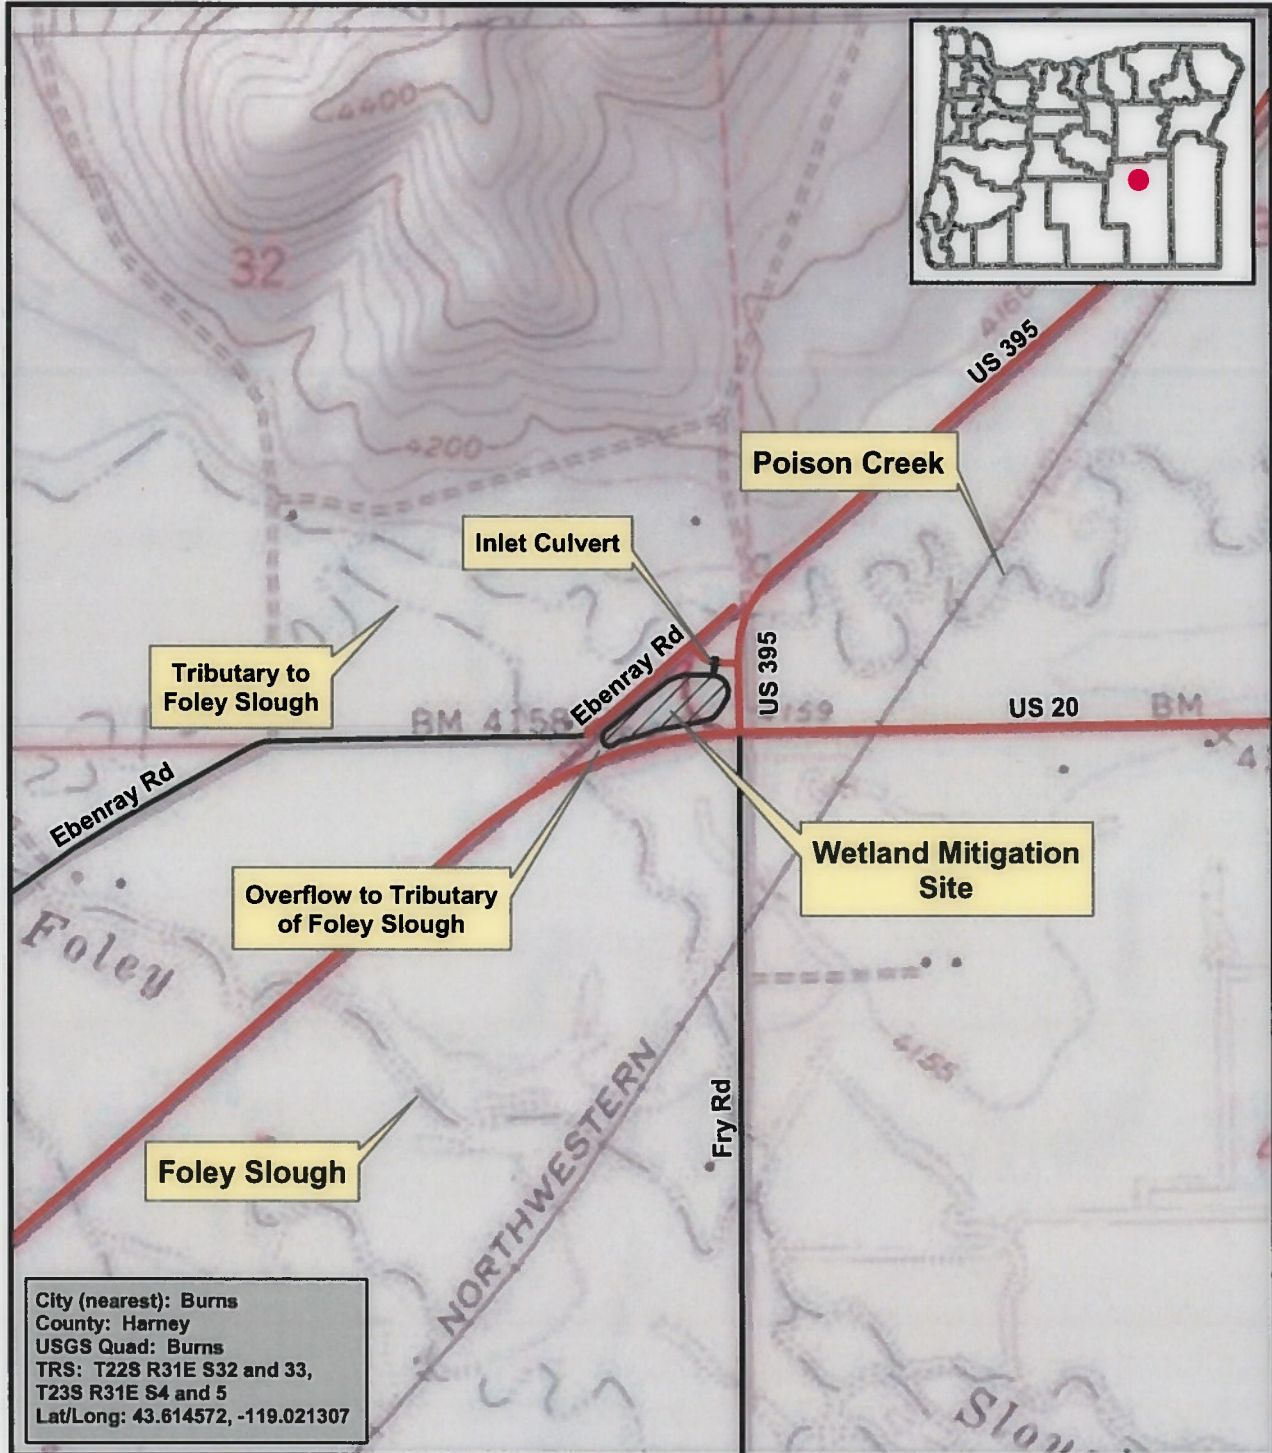 4400
32
4160
US 395
4200
Poison Creek
Inlet Culvert
Ebenray Rd
US 395
Tributary to
Foley Slough
BM 4158
159
US 20
BM
Ebenray Rd
Wetland Mitigation
Site
Overflow to Tributary
of Foley Slough
Foley
4155
NORTHWESTERN
Fry Rd
Foley Slough
City (nearest): Burns
County: Harney
USGS Quad: Burns
TRS: T22S R31E S32 and 33,
T23S R31E S4 and 5
Lat/Long: 43.614572, -119.021307